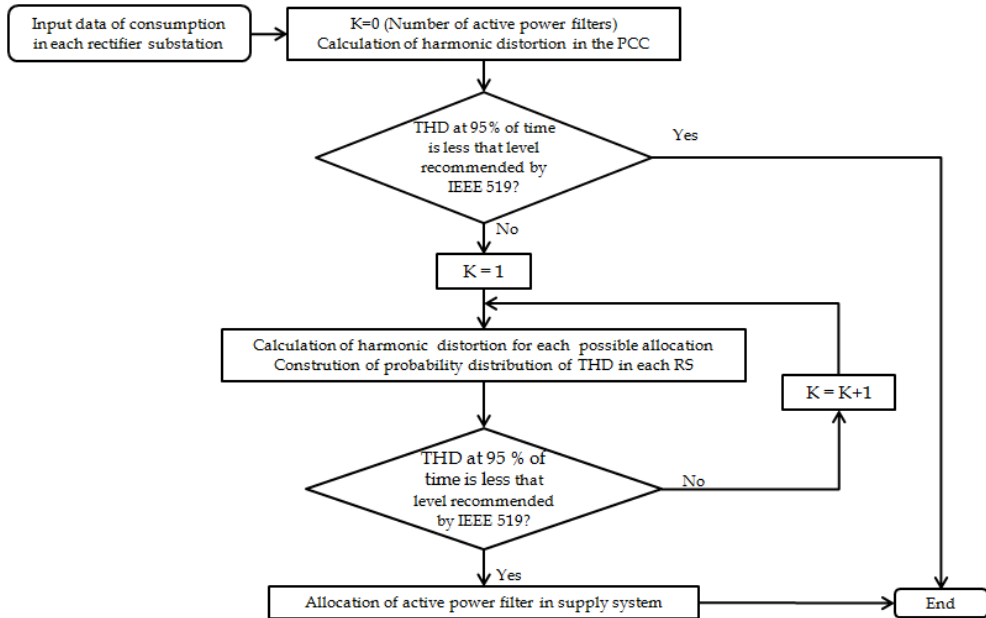 Input data of consumption
in each rectifier substation
K=0 (Number of active power filters)
Calculation of harmonic distortion in the PCC
THD at 95% of time
is less that level
recommended by
IEEE 519?
Yes
No
K = 1
Calculation of harmonic distortion for each possible allocation
Constrution of probability distribution of THD in each RS
K = K+1
THD at 95 % of
time is less that
level recommended
by IEEE 519?
No
Yes
Allocation of active power filter in supply system
End